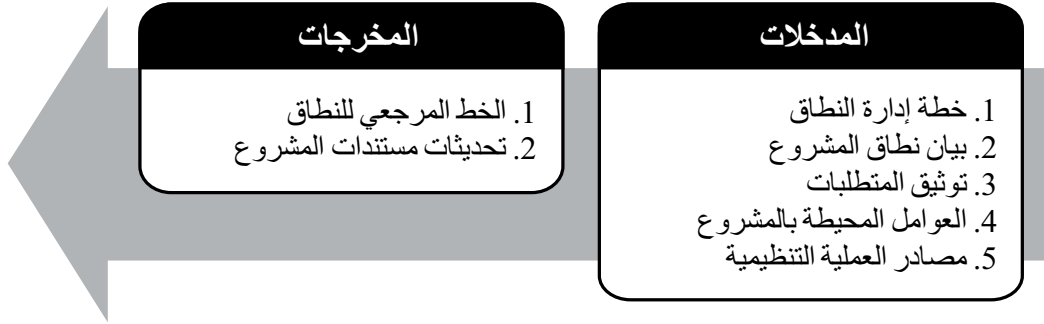 المدخلات
1. خطة إدارة النطاق
2. بيان نطاق المشروع
3. توثيق المتطلبات
4. العوامل المحيطة بالمشروع
5. مصادر العملية التنظيمية
المخرجات
1. الخط المرجعي للنطاق
2. تحديثات مستندات المشروع